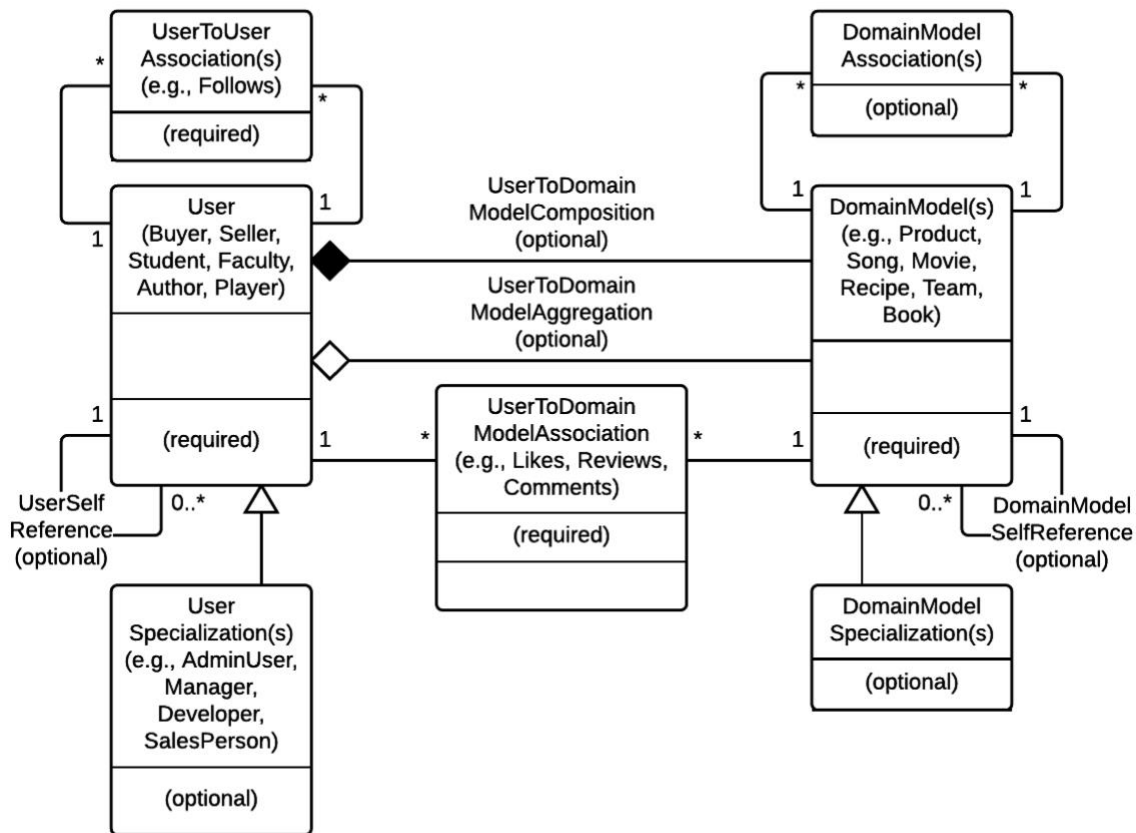 UserToUser
Association(s)
(e.g., Follows)
(required)
*
*
1
1
User
(Buyer, Seller,
Student, Faculty,
Author, Player)
(required)
1
1
0..*
UserSelf
Reference
(optional)
User
Specialization(s)
(e.g., AdminUser,
Manager,
Developer,
SalesPerson)
(optional)
UserToDomain
ModelComposition
(optional)
UserToDomain
ModelAggregation
(optional)
UserToDomain
ModelAssociation
(e.g., Likes, Reviews,
Comments)
(required)
*
*
DomainModel
Association(s)
(optional)
*
*
1
1
DomainModel(s)
(e.g., Product,
Song, Movie,
Recipe, Team,
Book)
(required)
1
1
0..*
DomainModel
SelfReference
(optional)
DomainModel
Specialization(s)
(optional)